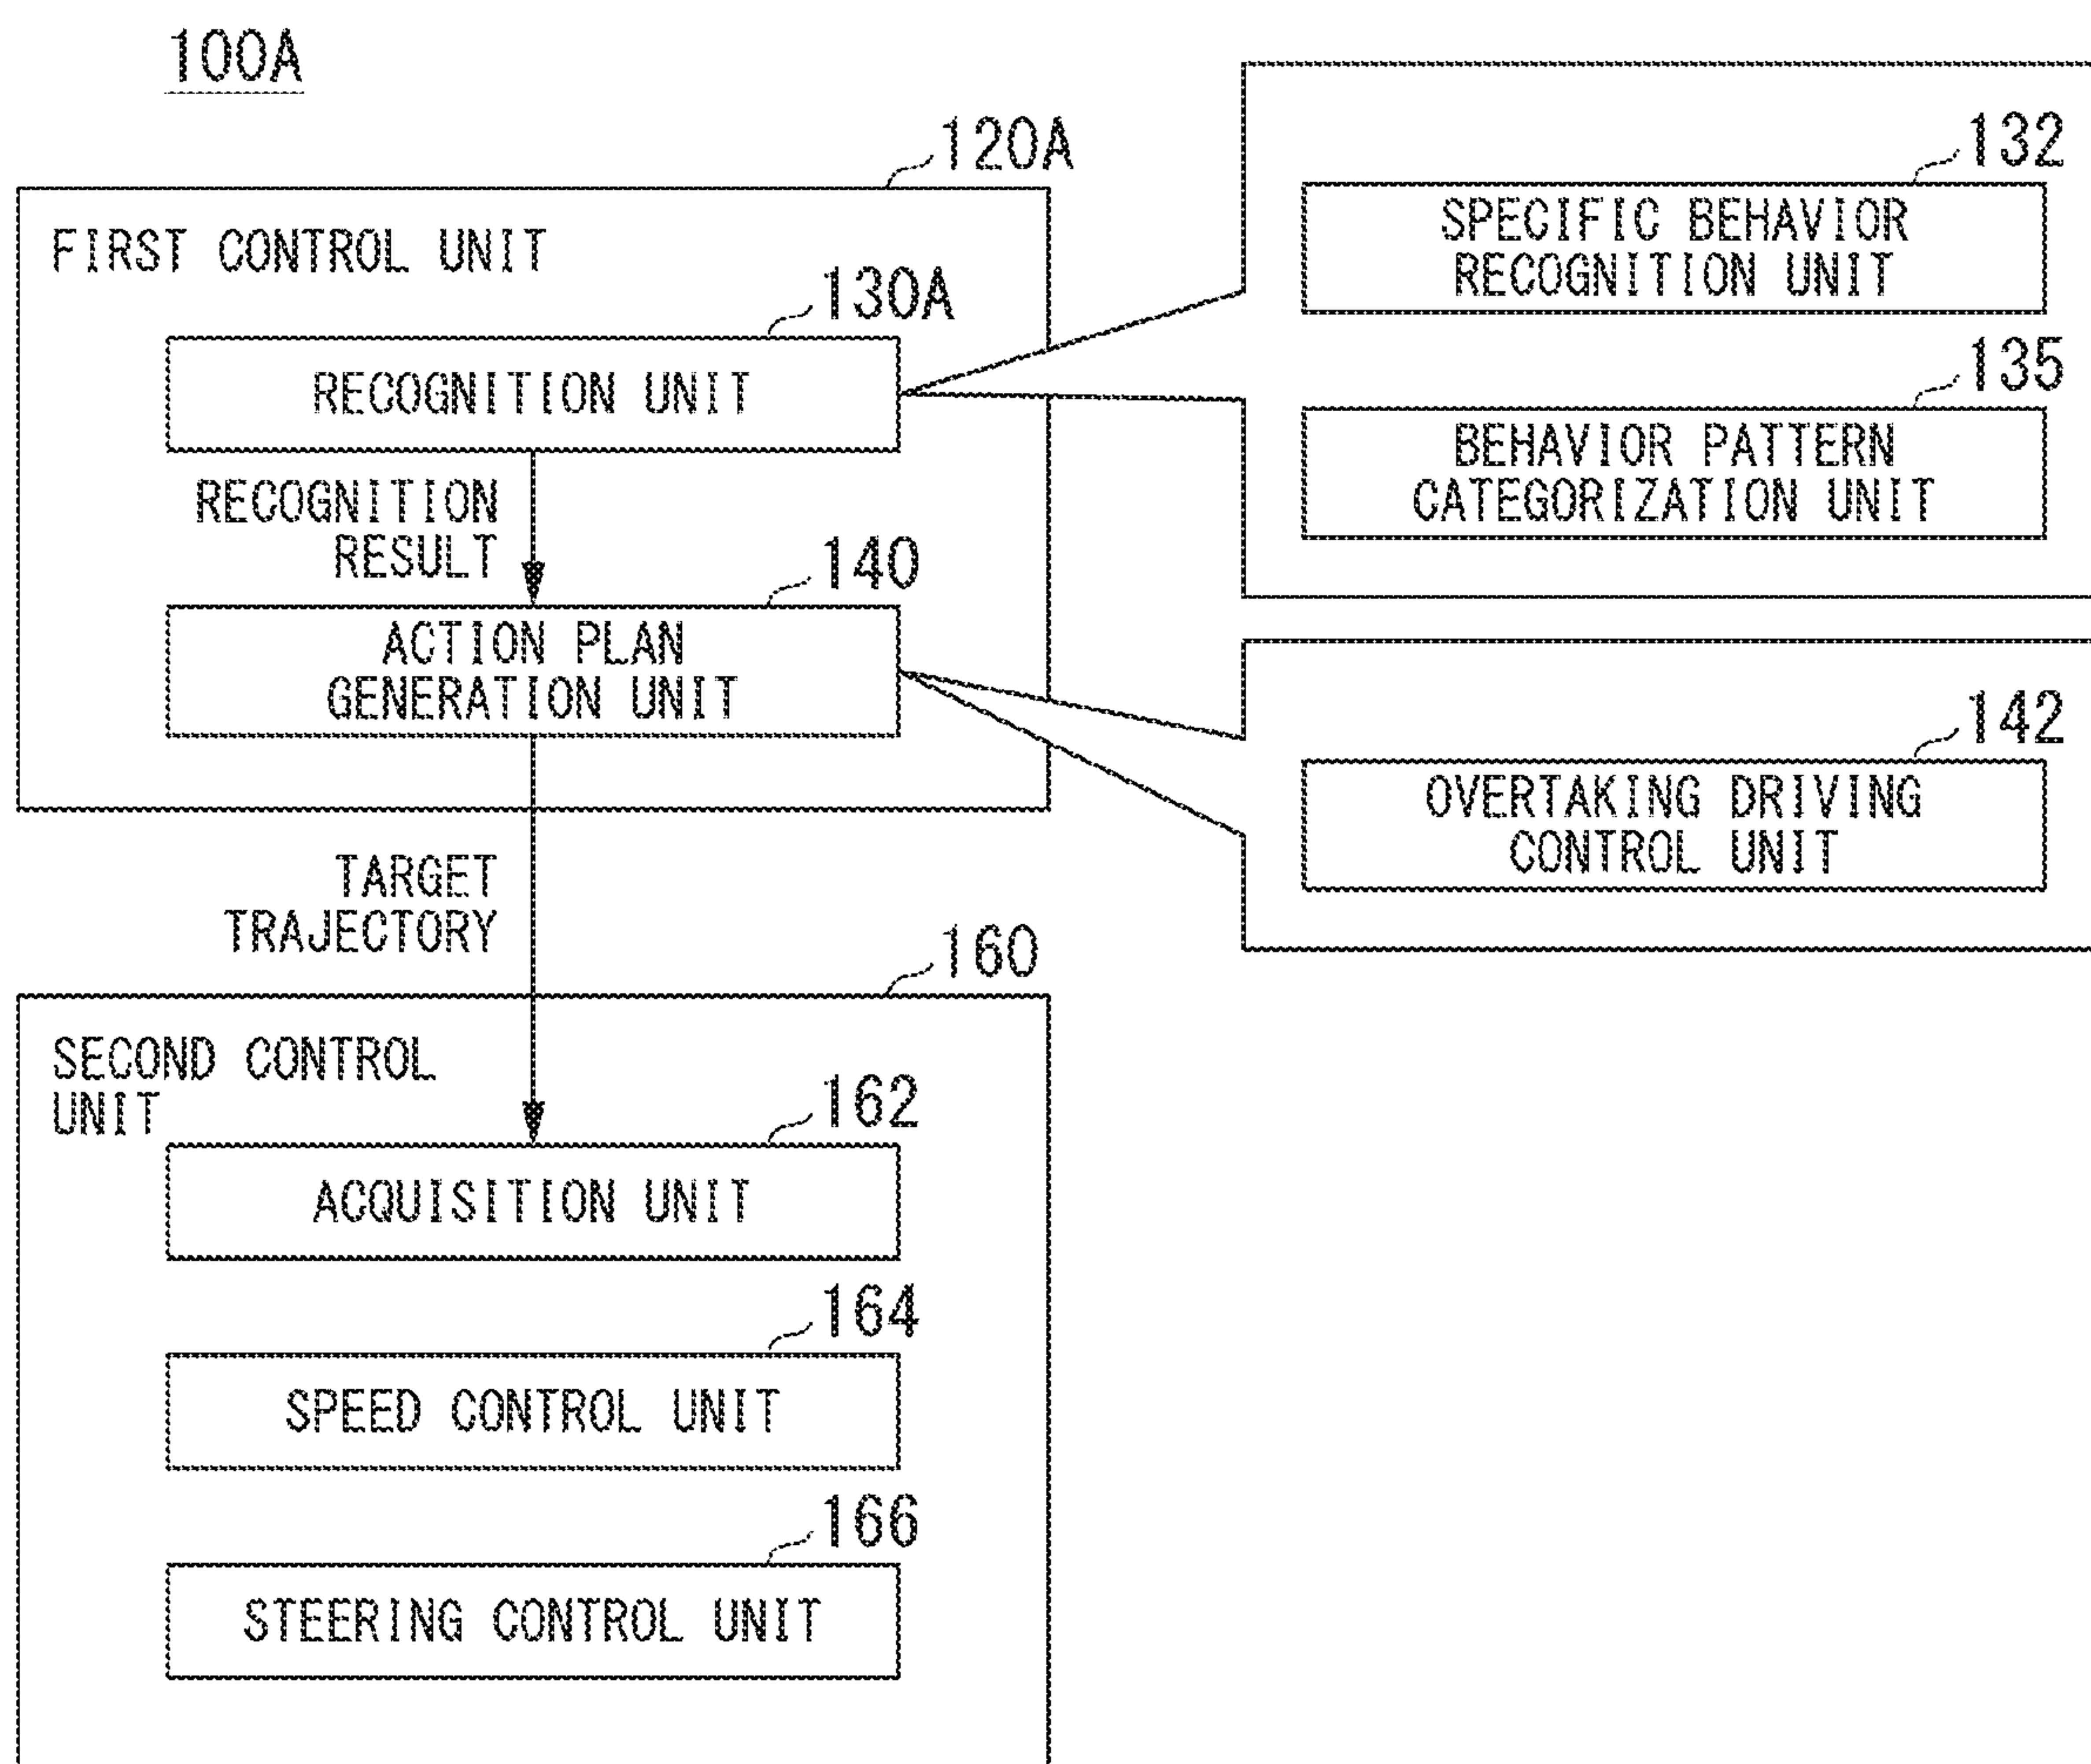 100A
120A
FIRST CONTROL UNIT
130A
RECOGNITION UNIT
RECOGNITION
RESULT
140
ACTION PLAN
GENERATION UNIT
132
SPECIFIC BEHAVIOR
RECOGNITION UNIT
135
BEHAVIOR PATTERN
CATEGORIZATION UNIT
142
OVERTAKING DRIVING
CONTROL UNIT
TARGET
TRAJECTORY
160
SECOND CONTROL
UNIT
162
ACQUISITION UNIT
164
SPEED CONTROL UNIT
166
STEERING CONTROL UNIT